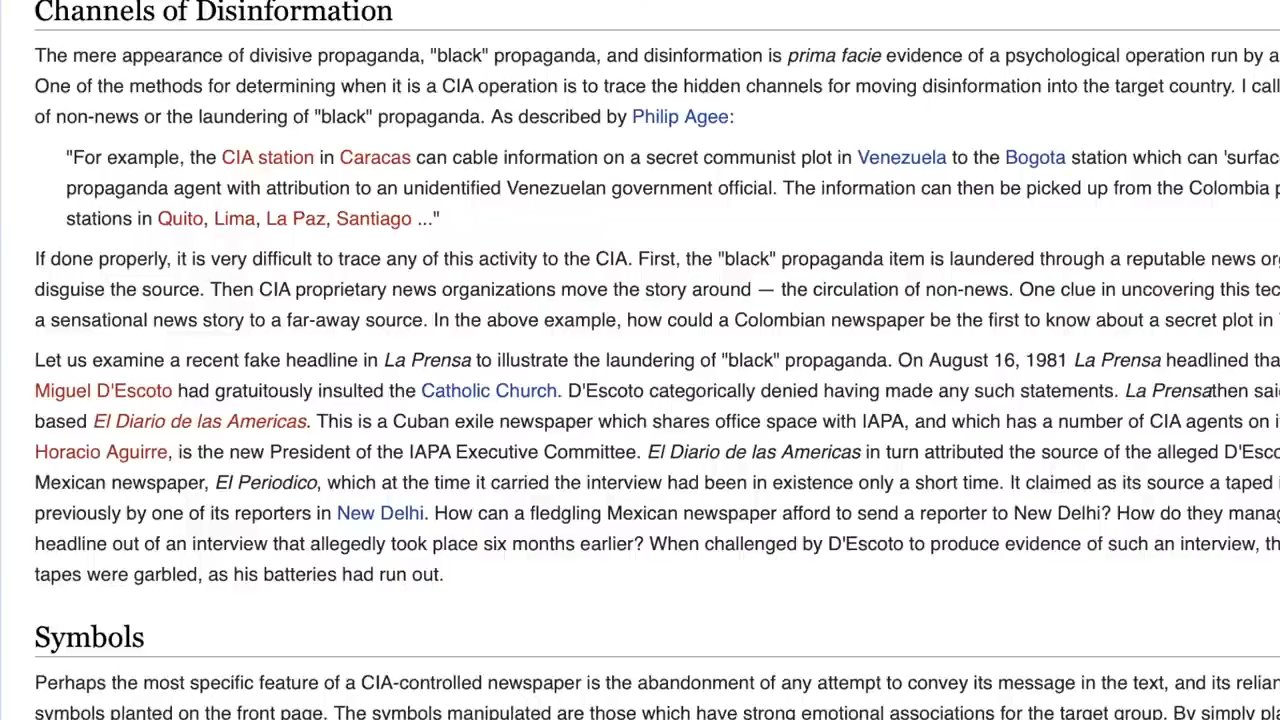 Channels of Disinformation
The mere appearance of divisive propaganda, "black" propaganda, and disinformation is prima facie evidence of a psychological operation run by a
One of the methods for determining when it is a CIA operation is to trace the hidden channels for moving disinformation into the target country. I call
of non-news or the laundering of "black" propaganda. As described by Philip Agee:
"For example, the CIA station in Caracas can cable information on a secret communist plot in Venezuela to the Bogota station which can 'surfac
propaganda agent with attribution to an unidentified Venezuelan government official. The information can then be picked up from the Colombia p
stations in Quito, Lima, La Paz, Santiago ..."
If done properly, it is very difficult to trace any of this activity to the CIA. First, the "black" propaganda item is laundered through a reputable news or
disguise the source. Then CIA proprietary news organizations move the story around — the circulation of non-news. One clue in uncovering this tec
a sensational news story to a far-away source. In the above example, how could a Colombian newspaper be the first to know about a secret plot in
Let us examine a recent fake headline in La Prensa to illustrate the laundering of "black" propaganda. On August 16, 1981 La Prensa headlined tha
Miguel D'Escoto had gratuitously insulted the Catholic Church. D'Escoto categorically denied having made any such statements. La Prensathen sai
based El Diario de las Americas. This is a Cuban exile newspaper which shares office space with IAPA, and which has a number of CIA agents on i
Horacio Aguirre, is the new President of the IAPA Executive Committee. El Diario de las Americas in turn attributed the source of the alleged D'Esco
Mexican newspaper, El Periodico, which at the time it carried the interview had been in existence only a short time. It claimed as its source a taped i
previously by one of its reporters in New Delhi. How can a fledgling Mexican newspaper afford to send a reporter to New Delhi? How do they manag
headline out of an interview that allegedly took place six months earlier? When challenged by D'Escoto to produce evidence of such an interview, th
tapes were garbled, as his batteries had run out.
Symbols
Perhaps the most specific feature of a CIA-controlled newspaper is the abandonment of any attempt to convey its message in the text, and its relian
symbols planted on the front page. The symbols manipulated are those which have strong emotional associations for the target group. By simply pla